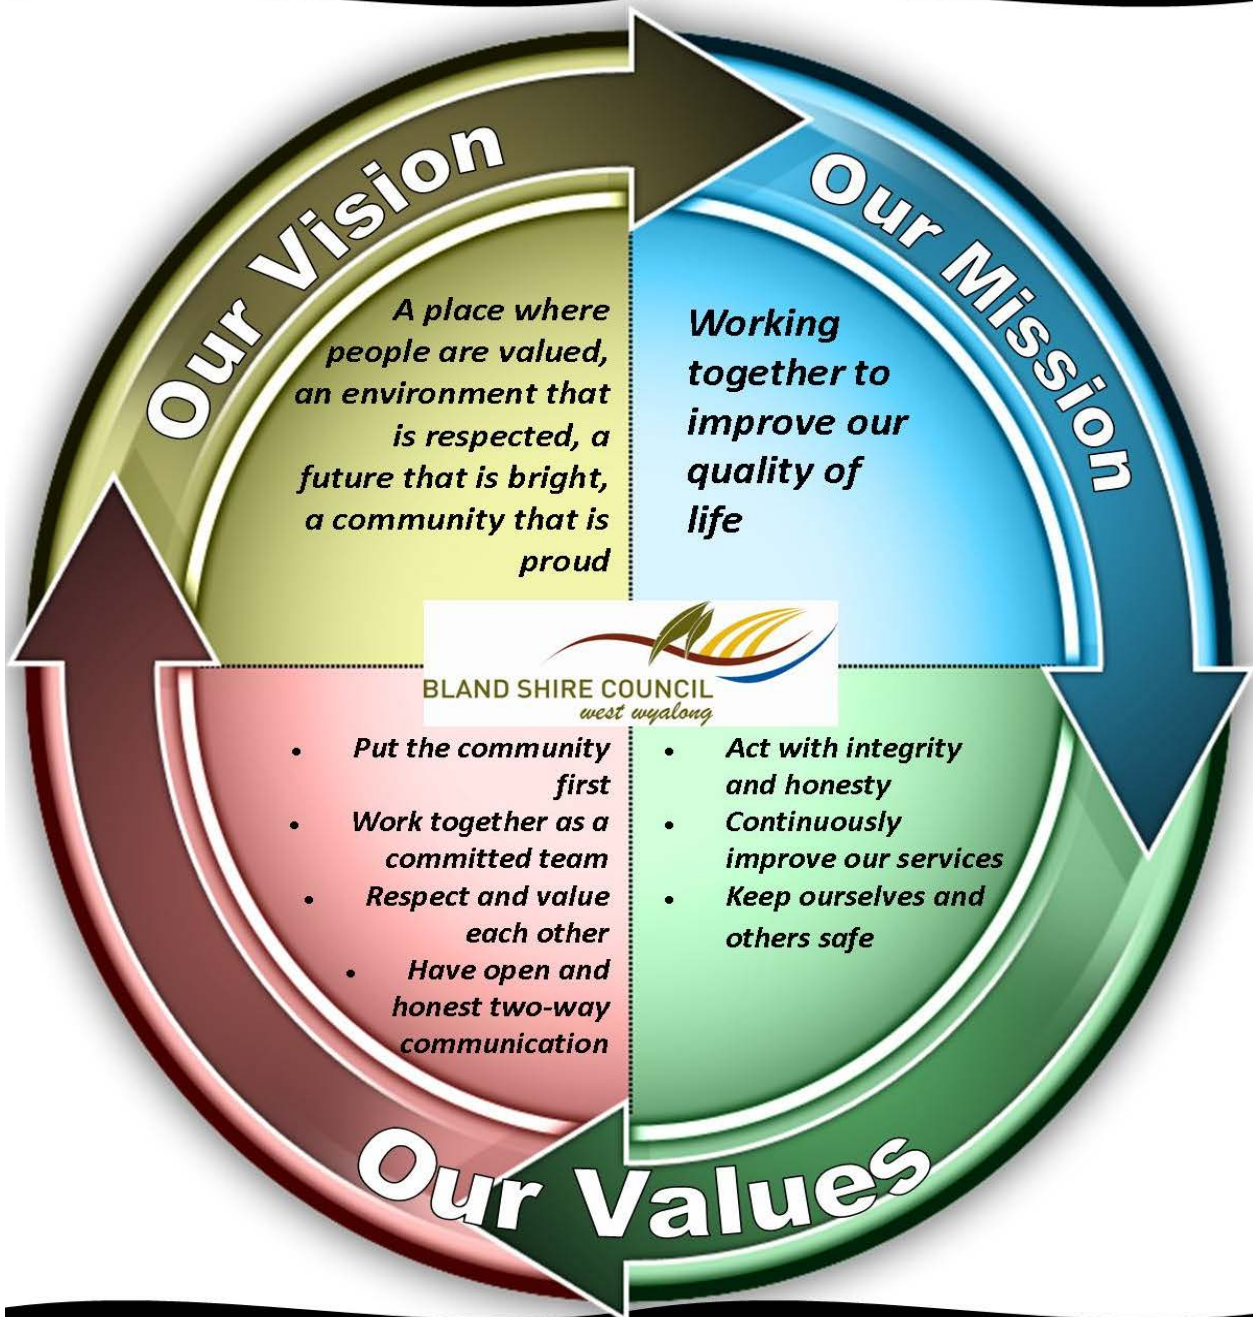 Our Vision
A place where
people are valued,
an environment that
is respected, a
future that is bright,
a community that is
proud
Our Mission
Working
together to
improve our
quality of
life
BLAND SHIRE COUNCIL
west wyalong
• Put the community
first
• Work together as a
committed team
• Respect and value
each other
• Have open and
honest two-way
communication
• Act with integrity
and honesty
• Continuously
improve our services
• Keep ourselves and
others safe
Our Values